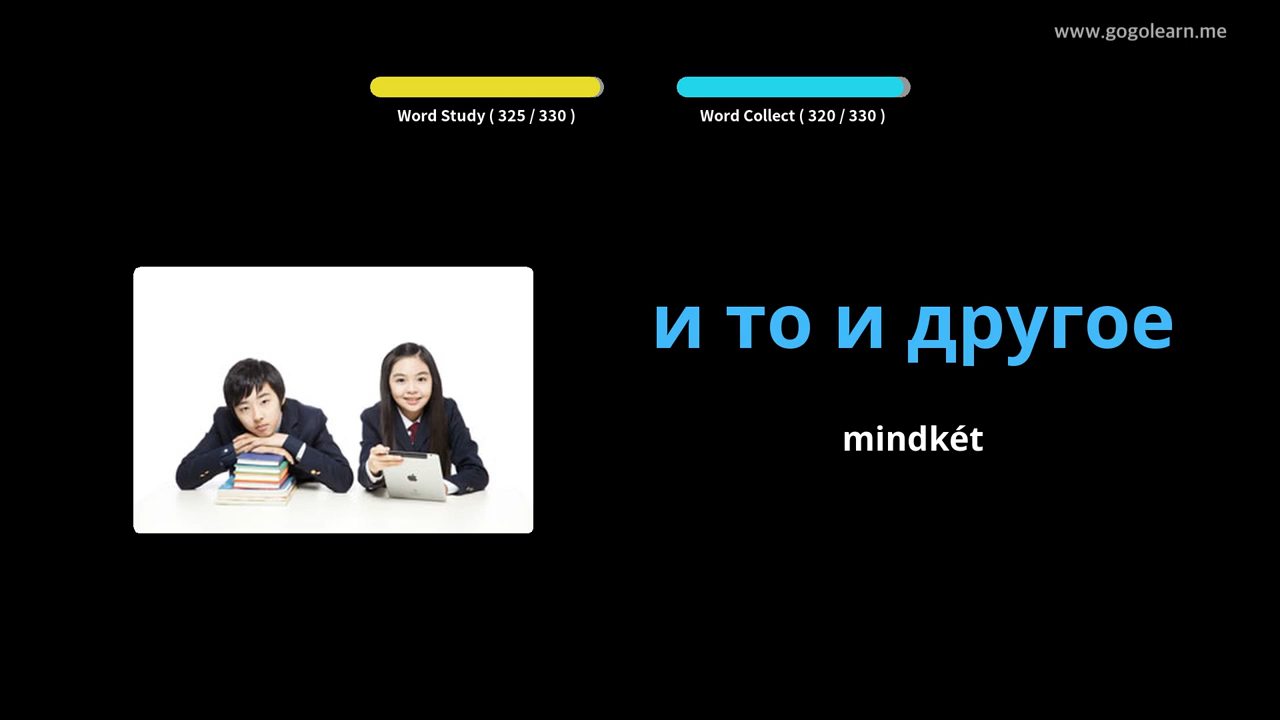 www.gogolearn.me
Word Study ( 325 / 330 )
Word Collect ( 320 / 330 )
и то и другое
mindkét